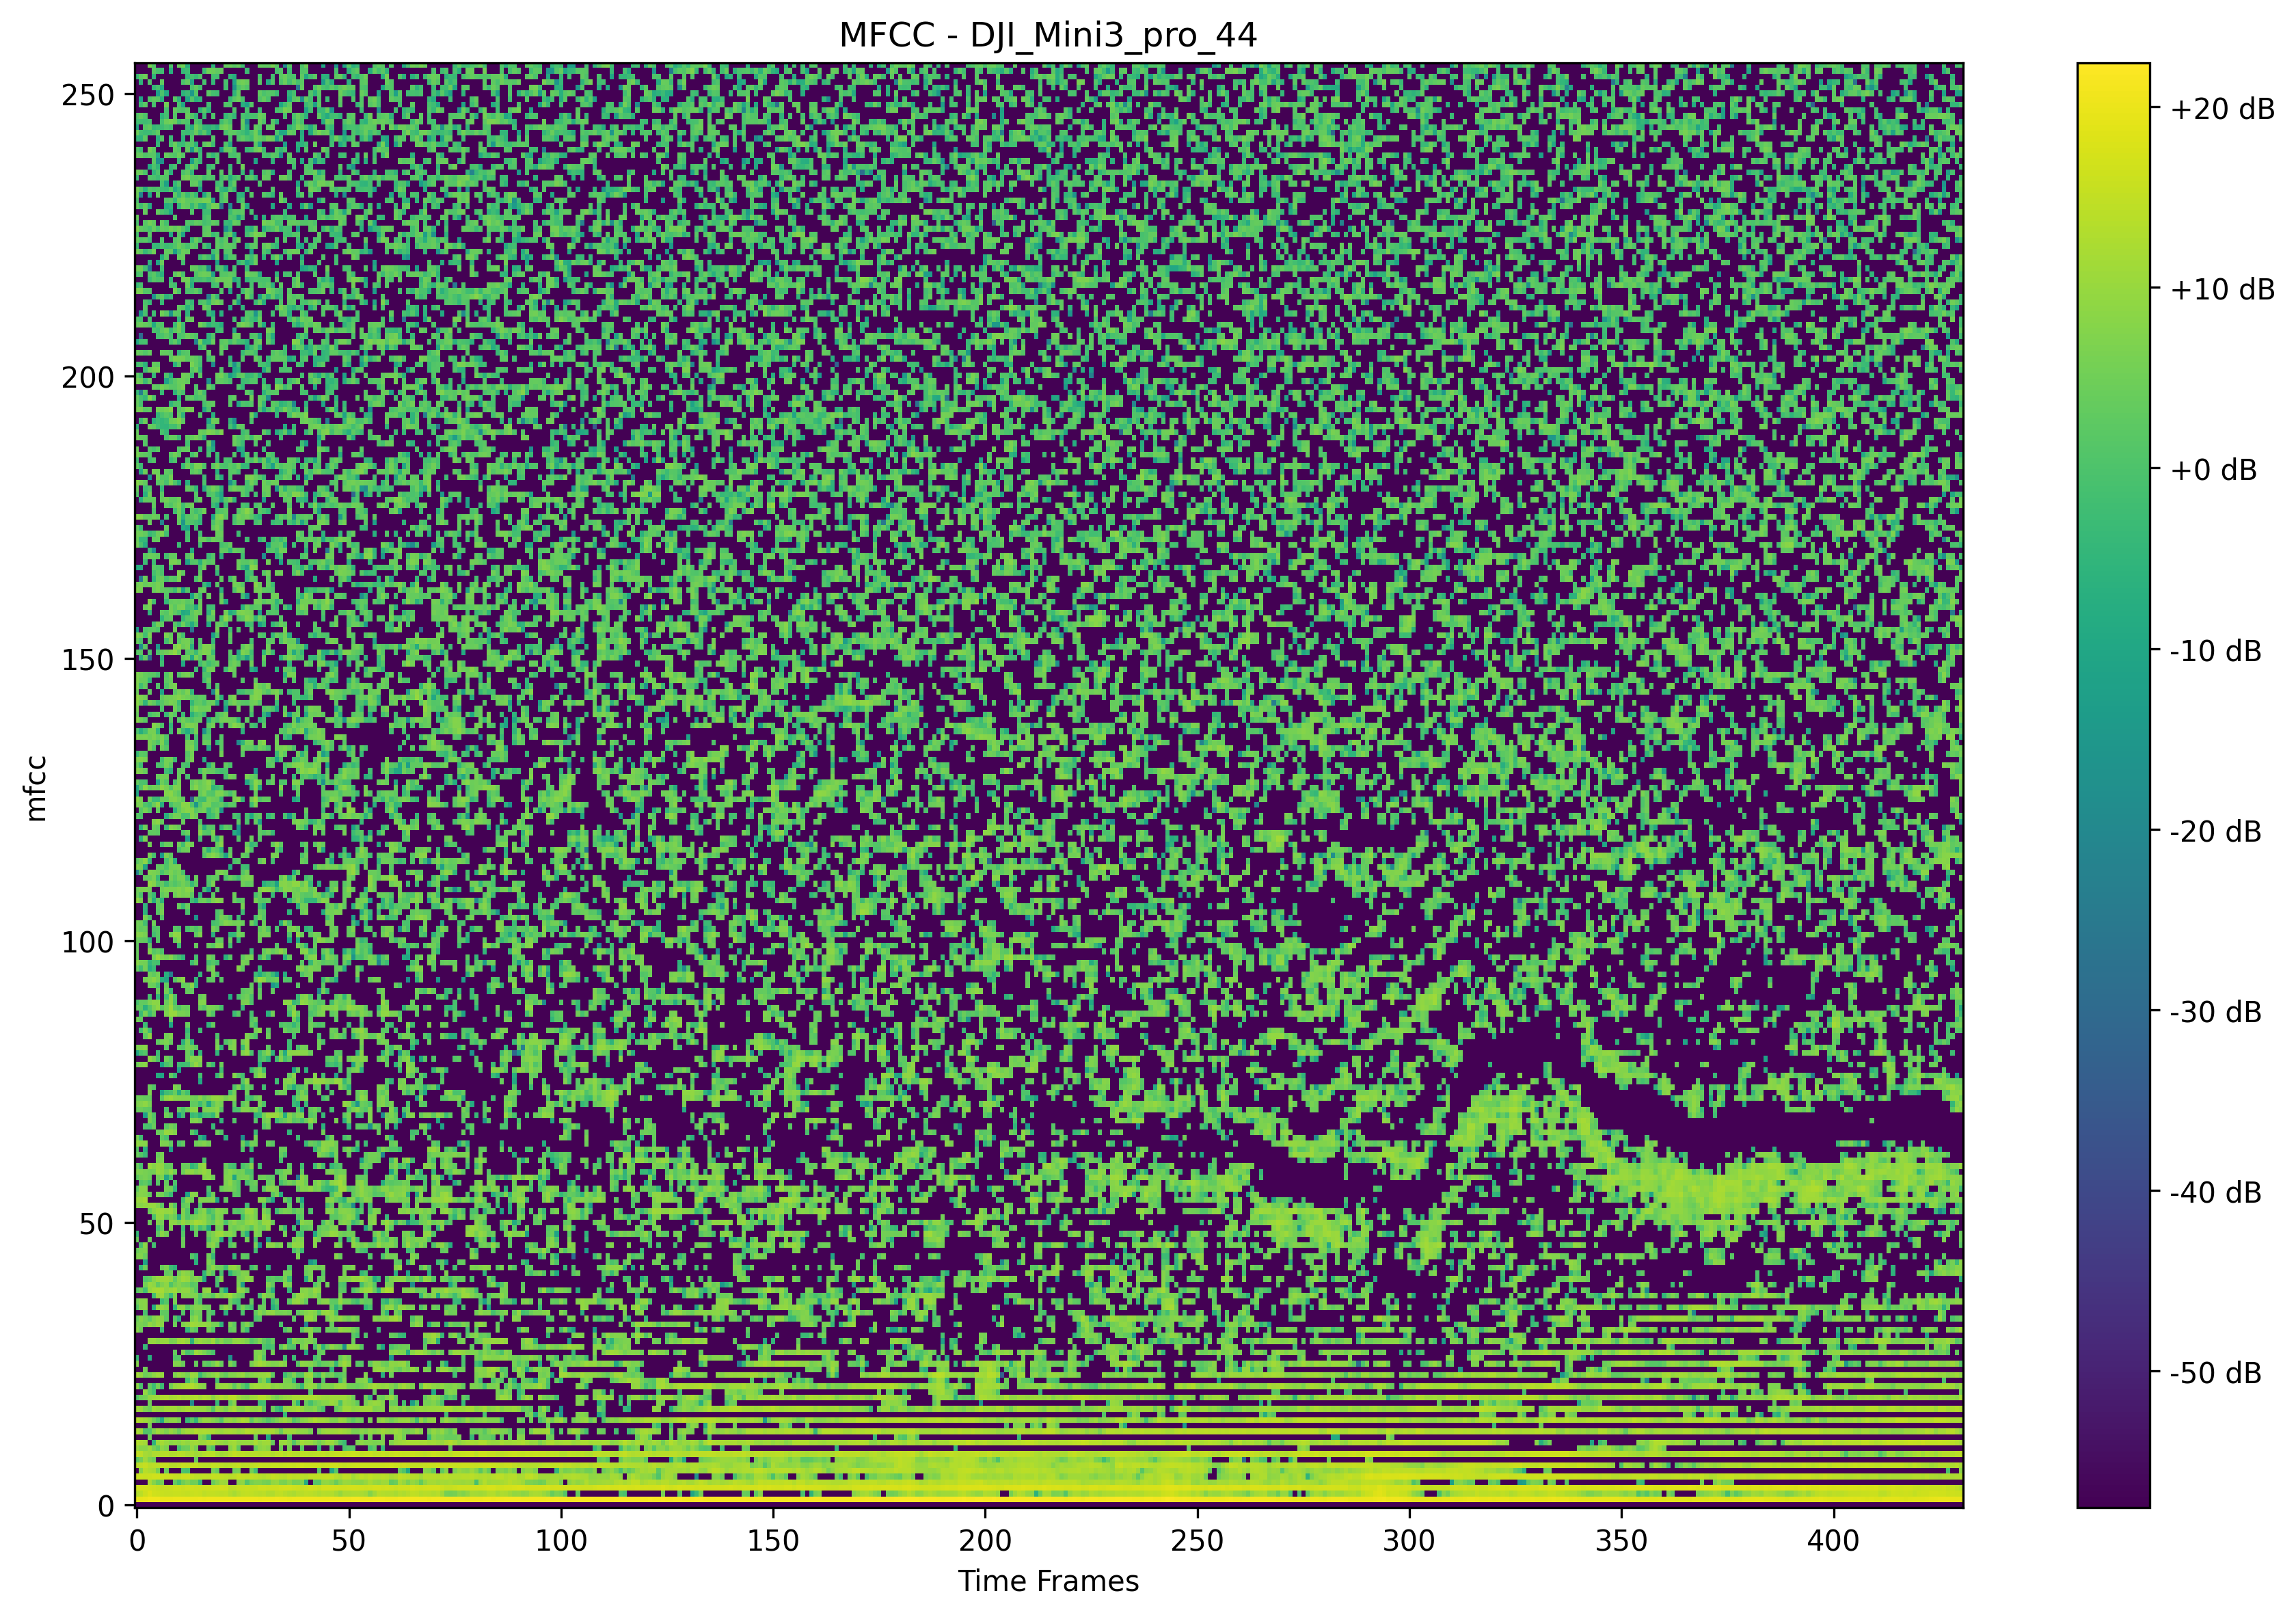 MFCC - DJI_Mini3_pro_44
250
200
150
100
50
0
mfcc
0
50
100
150
200
250
300
350
400
Time Frames
+20 dB
+10 dB
+0 dB
-10 dB
-20 dB
-30 dB
-40 dB
-50 dB